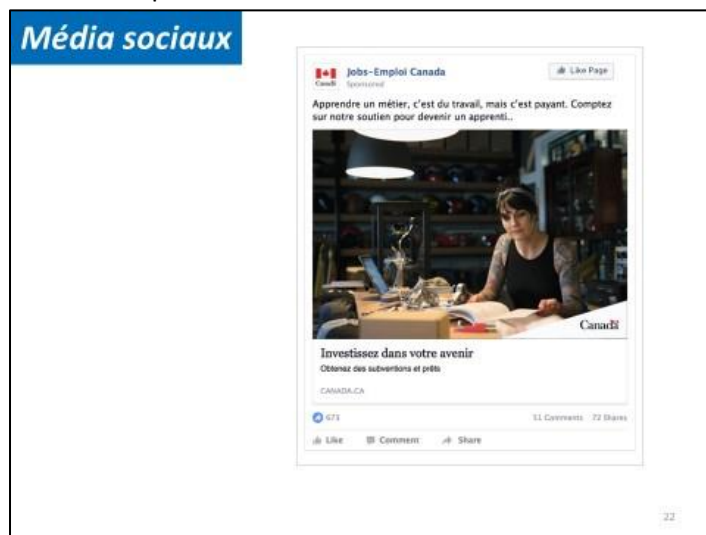 Média sociaux
Jobs-Emploi Canada
Like Page
Canada
Sponsored
Apprendre un métier, c'est du travail, mais c'est payant. Comptez
sur notre soutien pour devenir un apprenti..
Canada
Investissez dans votre avenir
Obtenez des subventions et prêts
CANADA.CA
673
51 Comments 72 Shares
Like Comment Share
22